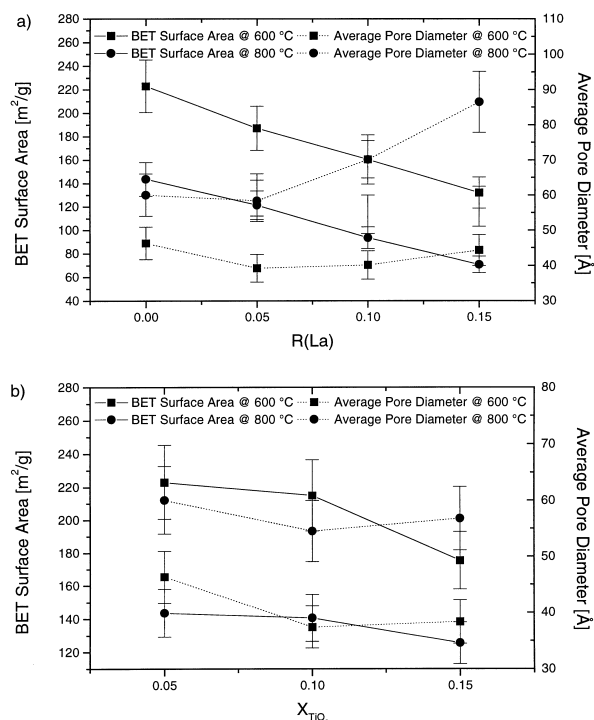 a)
BET Surface Area @ 600 °C
Average Pore Diameter @ 600 °C
BET Surface Area @ 800 °C
Average Pore Diameter @ 800 °C
280
260
240
220
200
180
160
140
120
100
80
60
40
BET Surface Area [m²/g]
110
100
90
80
70
60
50
40
30
Average Pore Diameter [Å]
0.00
0.05
0.10
0.15
R(La)
b)
BET Surface Area @ 600 °C
Average Pore Diameter @ 600 °C
BET Surface Area @ 800 °C
Average Pore Diameter @ 800 °C
280
260
240
220
200
180
160
140
120
BET Surface Area [m²/g]
80
70
60
50
40
30
Average Pore Diameter [Å]
0.05
0.10
0.15
X_TiO₂